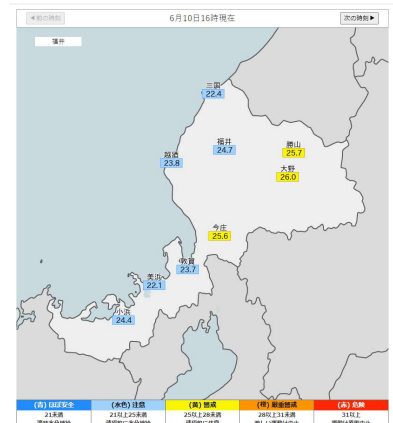 ◀前の時刻
6月10日16時現在
次の時刻▶
福井
三国
22.4
福井
24.7
勝山
25.7
越廼
23.8
大野
26.0
今庄
25.6
敦賀
23.7
美浜
22.1
小浜
24.4
(青) ほぼ安全
(水色) 注意
(黄) 警戒
(橙) 厳重警戒
(赤) 危険
21未満
21以上25未満
25以上28未満
28以上31未満
31以上